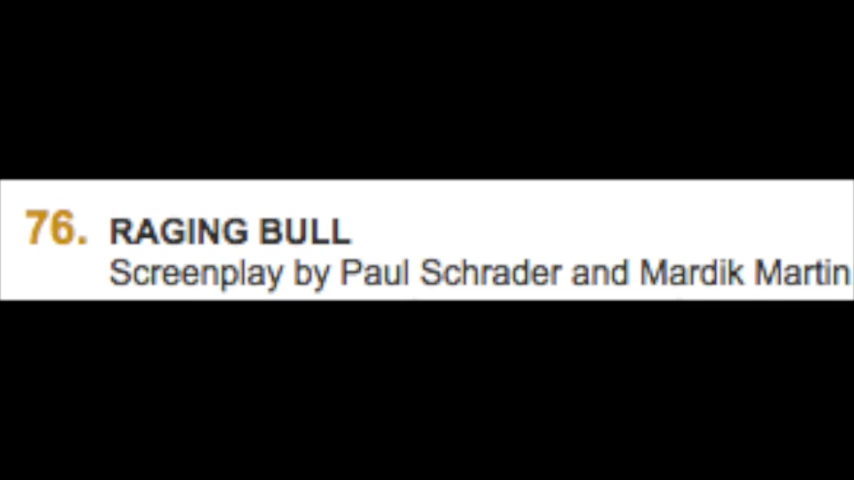 76. RAGING BULL
Screenplay by Paul Schrader and Mardik Martin